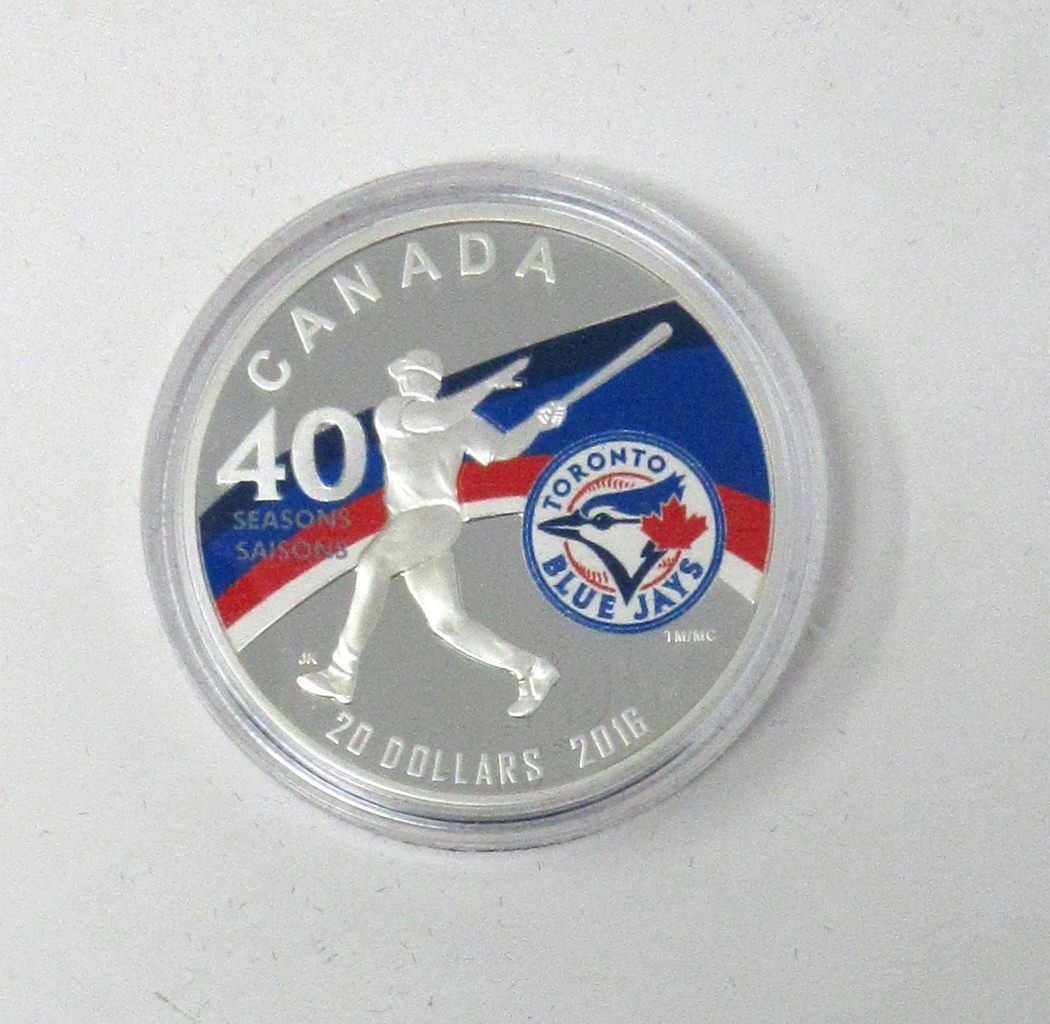 CANADA
40
SEASONS
SAISONS
TORONTO
BLUE JAYS
TM/MC
JK
20 DOLLARS 2016